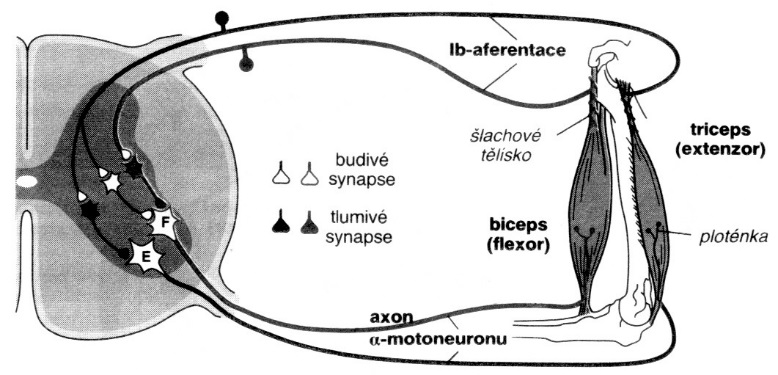 Ib-aferentace
šlachové
tělísko
triceps
(extenzor)
budivé
synapse
tlumivé
synapse
biceps
(flexor)
ploténka
F
E
axon
α-motoneuronu